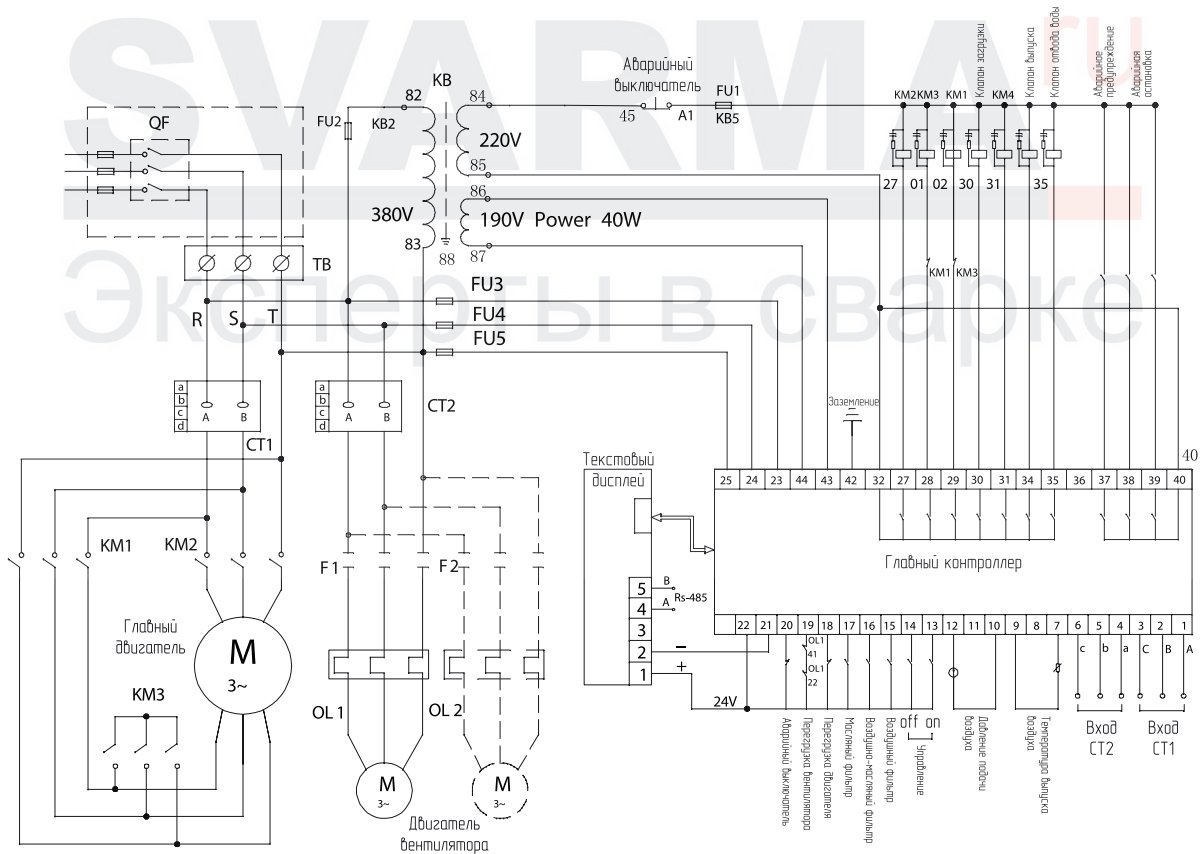 SVARMA.ru
Эксперты в сварке
QF
TB
R
S
T
FU2
82
KB2
380V
83
KB
84
220V
85
86
190V Power 40W
87
88
FU3
FU4
FU5
45
Аварийный
выключатель
A1
FU1
KB5
KM2
KM3
KM1
Клапан загрузки
KM4
Клапан выпуска
Клапан отвода воды
Аварийное
предупреждение
Аварийная
остановка
27
01
02
30
31
35
KM1
KM3
a
b
c
d
A
B
CT1
a
b
c
d
A
B
CT2
Заземление
Текстовый
дисплей
5
4
3
2
1
B
A
Rs-485
−
+
24V
40
25
24
23
44
43
42
32
27
28
29
30
31
34
35
36
37
38
39
40
Главный контроллер
22
21
20
19
18
17
16
15
14
13
12
11
10
9
8
7
6
5
4
3
2
1
OL1
41
OL1
22
c
b
a
C
B
A
Аварийный выключатель
Перегрузка вентилятора
Перегрузка двигателя
Масляный фильтр
Воздушно-масляный фильтр
Воздушный фильтр
off on
Управление
Давление подачи
воздуха
Температура выпуска
воздуха
Вход
CT2
Вход
CT1
KM1
KM2
Главный
двигатель
M
3~
KM3
F1
F2
OL1
OL2
M
3~
M
3~
Двигатель
вентилятора